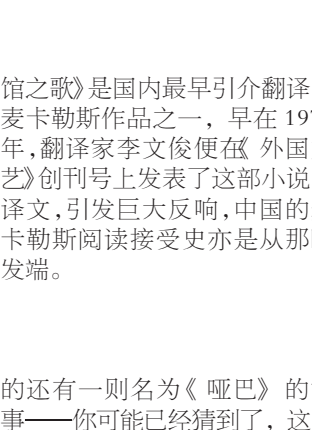 馆之歌》是国内最早引介翻译
麦卡勒斯作品之一，早在 197
年，翻译家李文俊便在《 外国
艺》创刊号上发表了这部小说
译文，引发巨大反响，中国的
卡勒斯阅读接受史亦是从那
发端。
的还有一则名为《 哑巴》 的
事——你可能已经猜到了，这